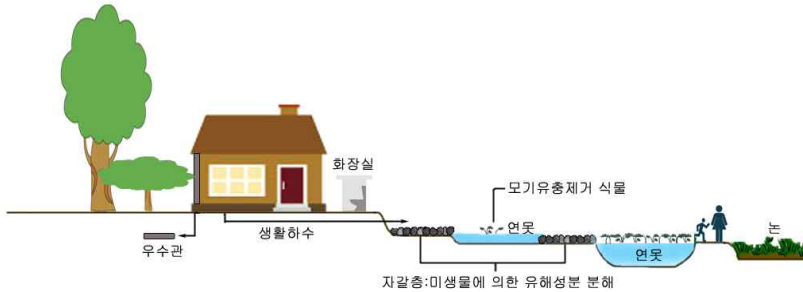 화장실
모기유충제거 식물
연못
논
생활하수
우수관
연못
자갈층:미생물에 의한 유해성분 분해